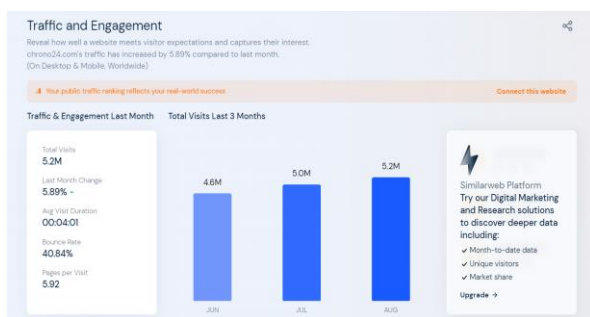 Traffic and Engagement
Reveal how well a website meets visitor expectations and captures their interest.
chrono24.com's traffic has increased by 5.89% compared to last month.
(On Desktop & Mobile, Worldwide)
Your public traffic ranking reflects your real-world success
Connect this website
Traffic & Engagement Last Month
Total Visits Last 3 Months
Total Visits
5.2M
Last Month Change
5.89% -
Avg Visit Duration
00:04:01
Bounce Rate
40.84%
Pages per Visit
5.92
4.6M
5.0M
5.2M
JUN
JUL
AUG
Similarweb Platform
Try our Digital Marketing
and Research solutions
to discover deeper data
including:
✓ Month-to-date data
✓ Unique visitors
✓ Market share
Upgrade →